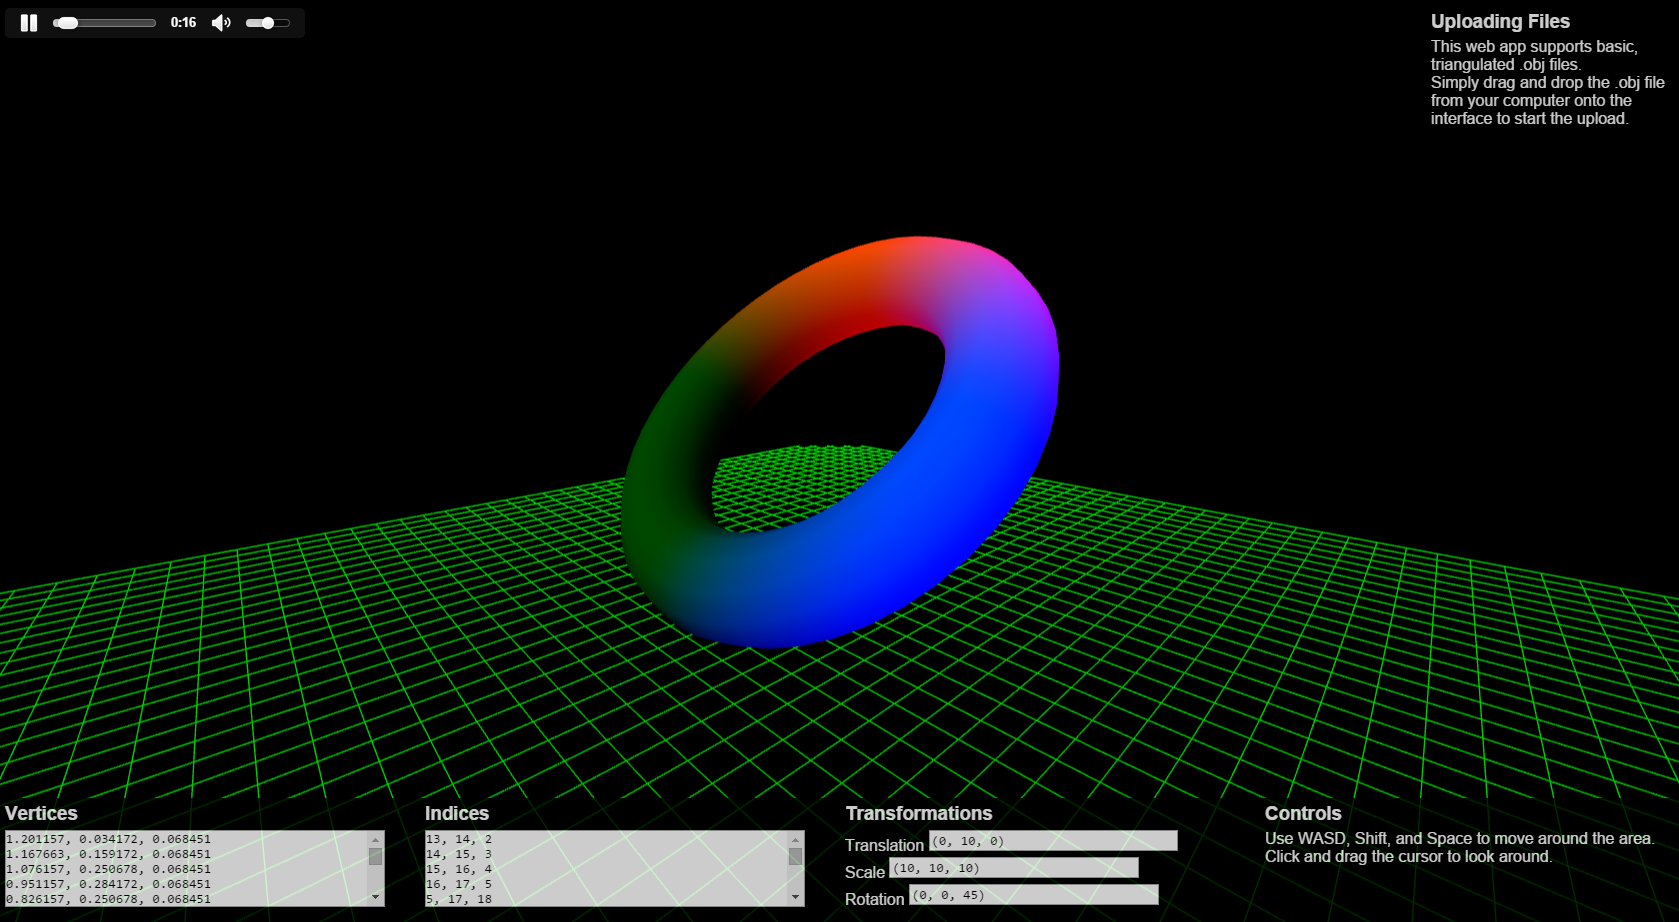 0:16
Uploading Files
This web app supports basic,
triangulated .obj files.
Simply drag and drop the .obj file
from your computer onto the
interface to start the upload.
Vertices
1.201157, 0.034172, 0.068451
1.167663, 0.159172, 0.068451
1.076157, 0.250678, 0.068451
0.951157, 0.284172, 0.068451
0.826157, 0.250678, 0.068451
Indices
13, 14, 2
14, 15, 3
15, 16, 4
16, 17, 5
5, 17, 18
Transformations
Translation (0, 10, 0)
Scale (10, 10, 10)
Rotation (0, 0, 45)
Controls
Use WASD, Shift, and Space to move around the area.
Click and drag the cursor to look around.